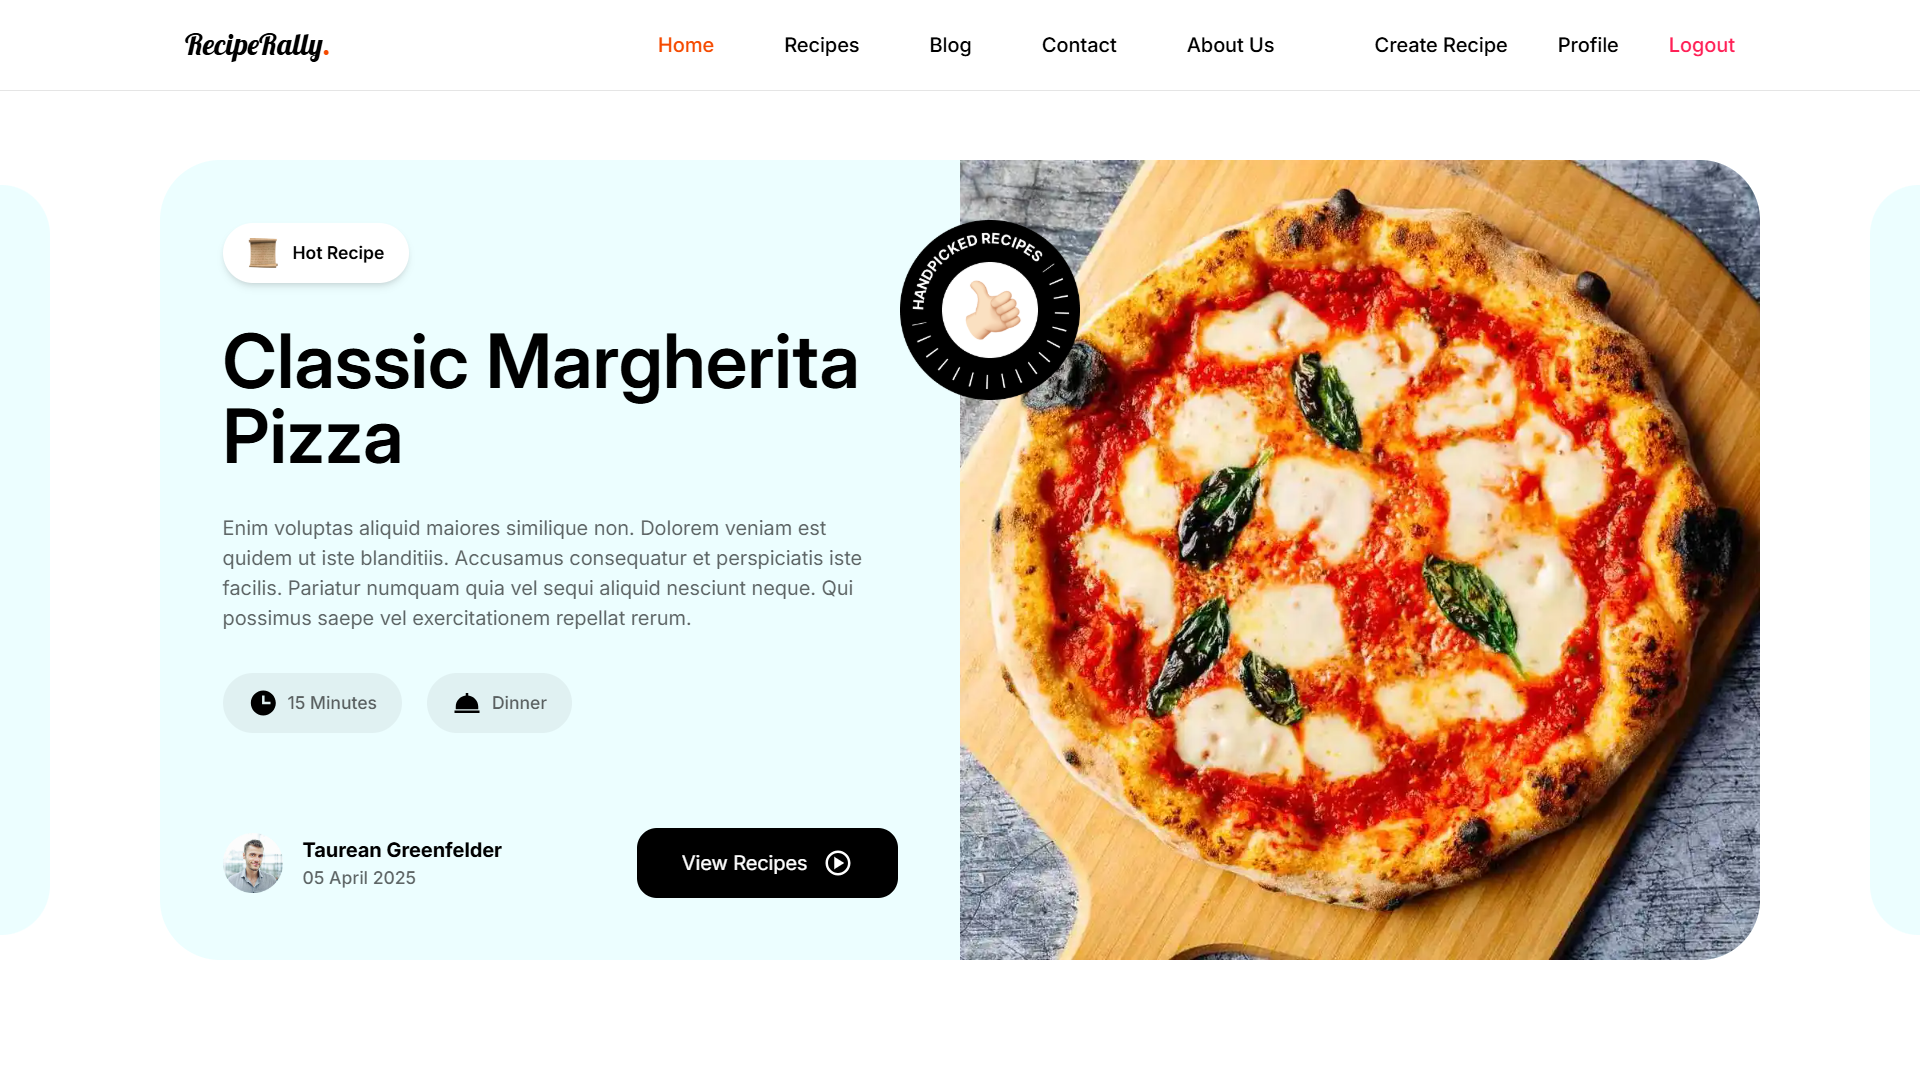 RecipeRally.
Home
Recipes
Blog
Contact
About Us
Create Recipe
Profile
Logout
Hot Recipe
HANDPICKED RECIPES
Classic Margherita
Pizza
Enim voluptas aliquid maiores similique non. Dolorem veniam est
quidem ut iste blanditiis. Accusamus consequatur et perspiciatis iste
facilis. Pariatur numquam quia vel sequi aliquid nesciunt neque. Qui
possimus saepe vel exercitationem repellat rerum.
15 Minutes
Dinner
Taurean Greenfelder
05 April 2025
View Recipes